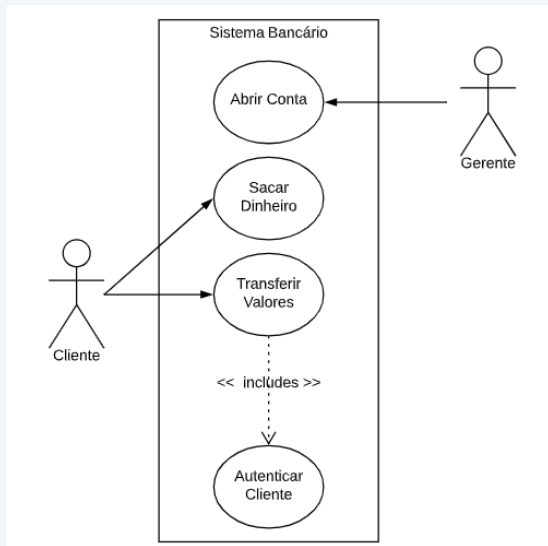 Sistema Bancário
Abrir Conta
Gerente
Sacar
Dinheiro
Transferir
Valores
Cliente
<< includes >>
Autenticar
Cliente